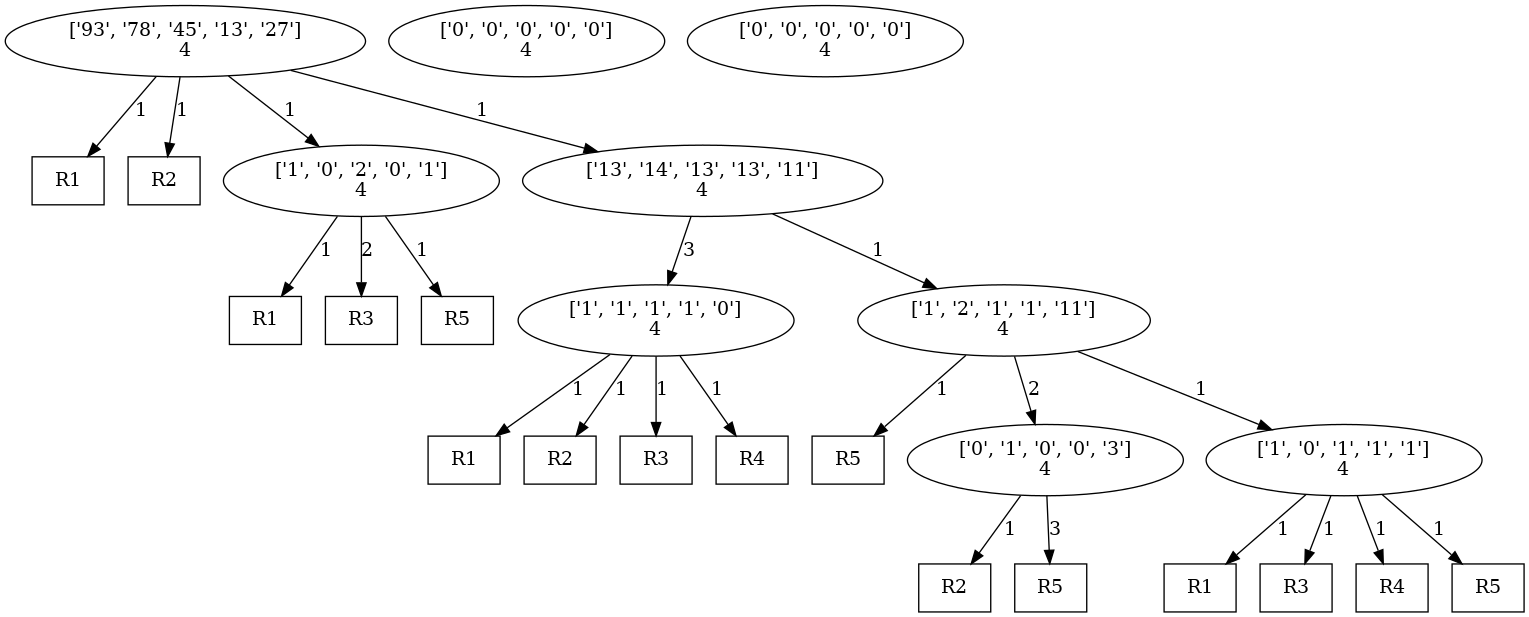 ['93', '78', '45', '13', '27']
4
['0', '0', '0', '0', '0']
4
['0', '0', '0', '0', '0']
4
1
1
1
1
R1
R2
['1', '0', '2', '0', '1']
4
['13', '14', '13', '13', '11']
4
1
2
1
3
1
R1
R3
R5
['1', '1', '1', '1', '0']
4
['1', '2', '1', '1', '11']
4
1
1
1
1
1
2
1
R1
R2
R3
R4
R5
['0', '1', '0', '0', '3']
4
['1', '0', '1', '1', '1']
4
1
3
1
1
1
1
R2
R5
R1
R3
R4
R5